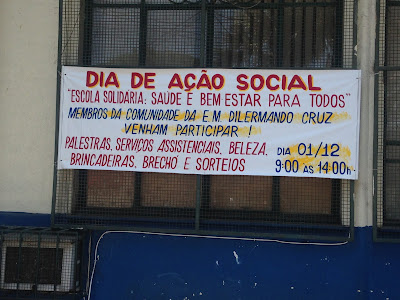 DIA DE AÇÃO SOCIAL
"ESCOLA SOLIDÁRIA: SAÚDE E BEM ESTAR PARA TODOS"
MEMBROS DA COMUNIDADE DA E.M DILERMANDO CRUZ
VENHAM PARTICIPAR!
PALESTRAS, SERVIÇOS ASSISTENCIAIS, BELEZA, DIA 01/12
BRINCADEIRAS, BRECHÓ E SORTEIOS 9:00 ÀS 14:00h